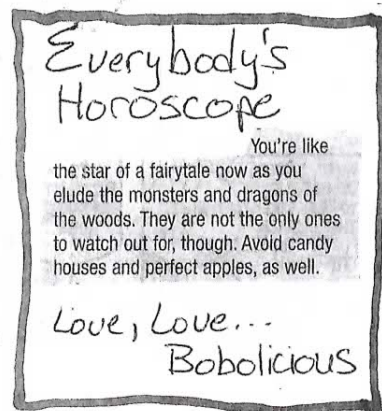 Everybody's
Horoscope
You're like
the star of a fairytale now as you
elude the monsters and dragons of
the woods. They are not the only ones
to watch out for, though. Avoid candy
houses and perfect apples, as well.
Love, Love...
Bobolicious